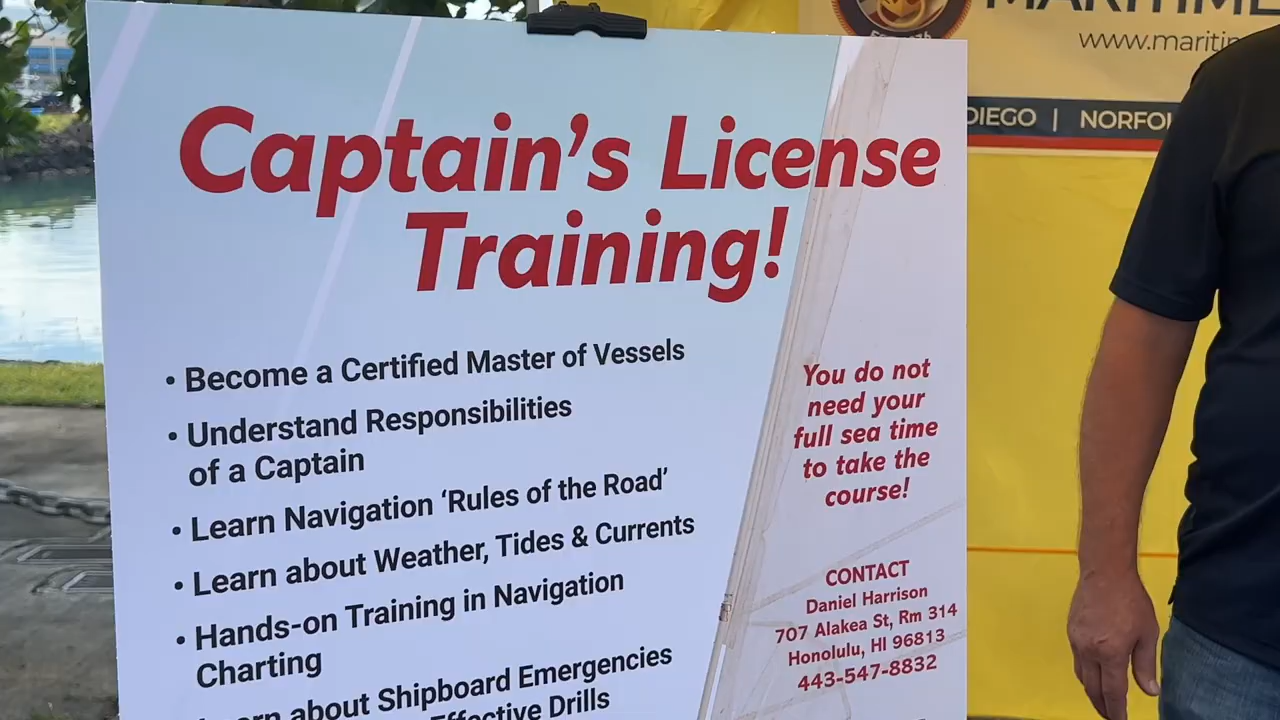 MARITIME
www.mariti
DIEGO | NORFOL
Captain's License
Training!
• Become a Certified Master of Vessels
• Understand Responsibilities
of a Captain
• Learn Navigation ‘Rules of the Road’
• Learn about Weather, Tides & Currents
• Hands-on Training in Navigation
Charting
about Shipboard Emergencies
Effective Drills
You do not
need your
full sea time
to take the
course!
CONTACT
Daniel Harrison
707 Alakea St, Rm 314
Honolulu, HI 96813
443-547-8832